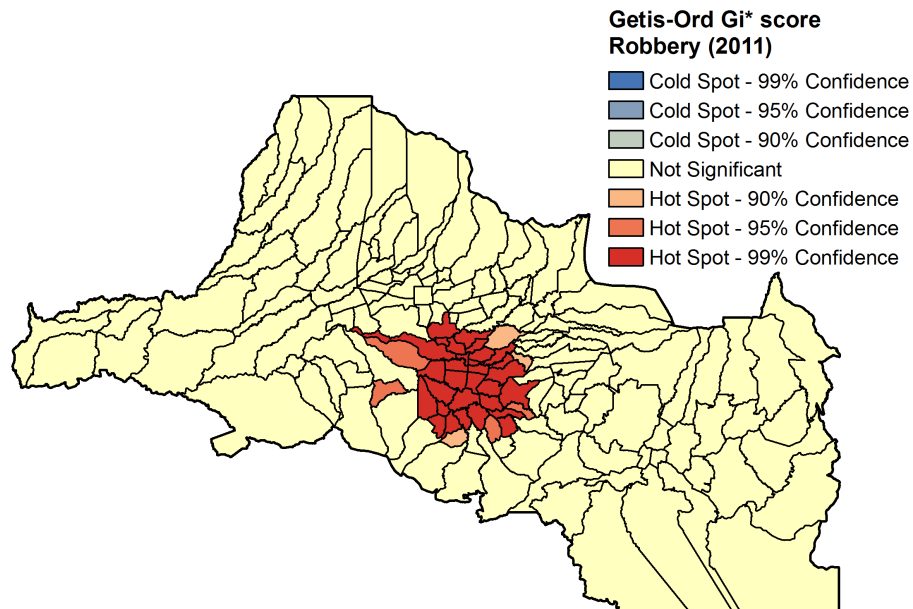 Getis-Ord Gi* score
Robbery (2011)
Cold Spot - 99% Confidence
Cold Spot - 95% Confidence
Cold Spot - 90% Confidence
Not Significant
Hot Spot - 90% Confidence
Hot Spot - 95% Confidence
Hot Spot - 99% Confidence